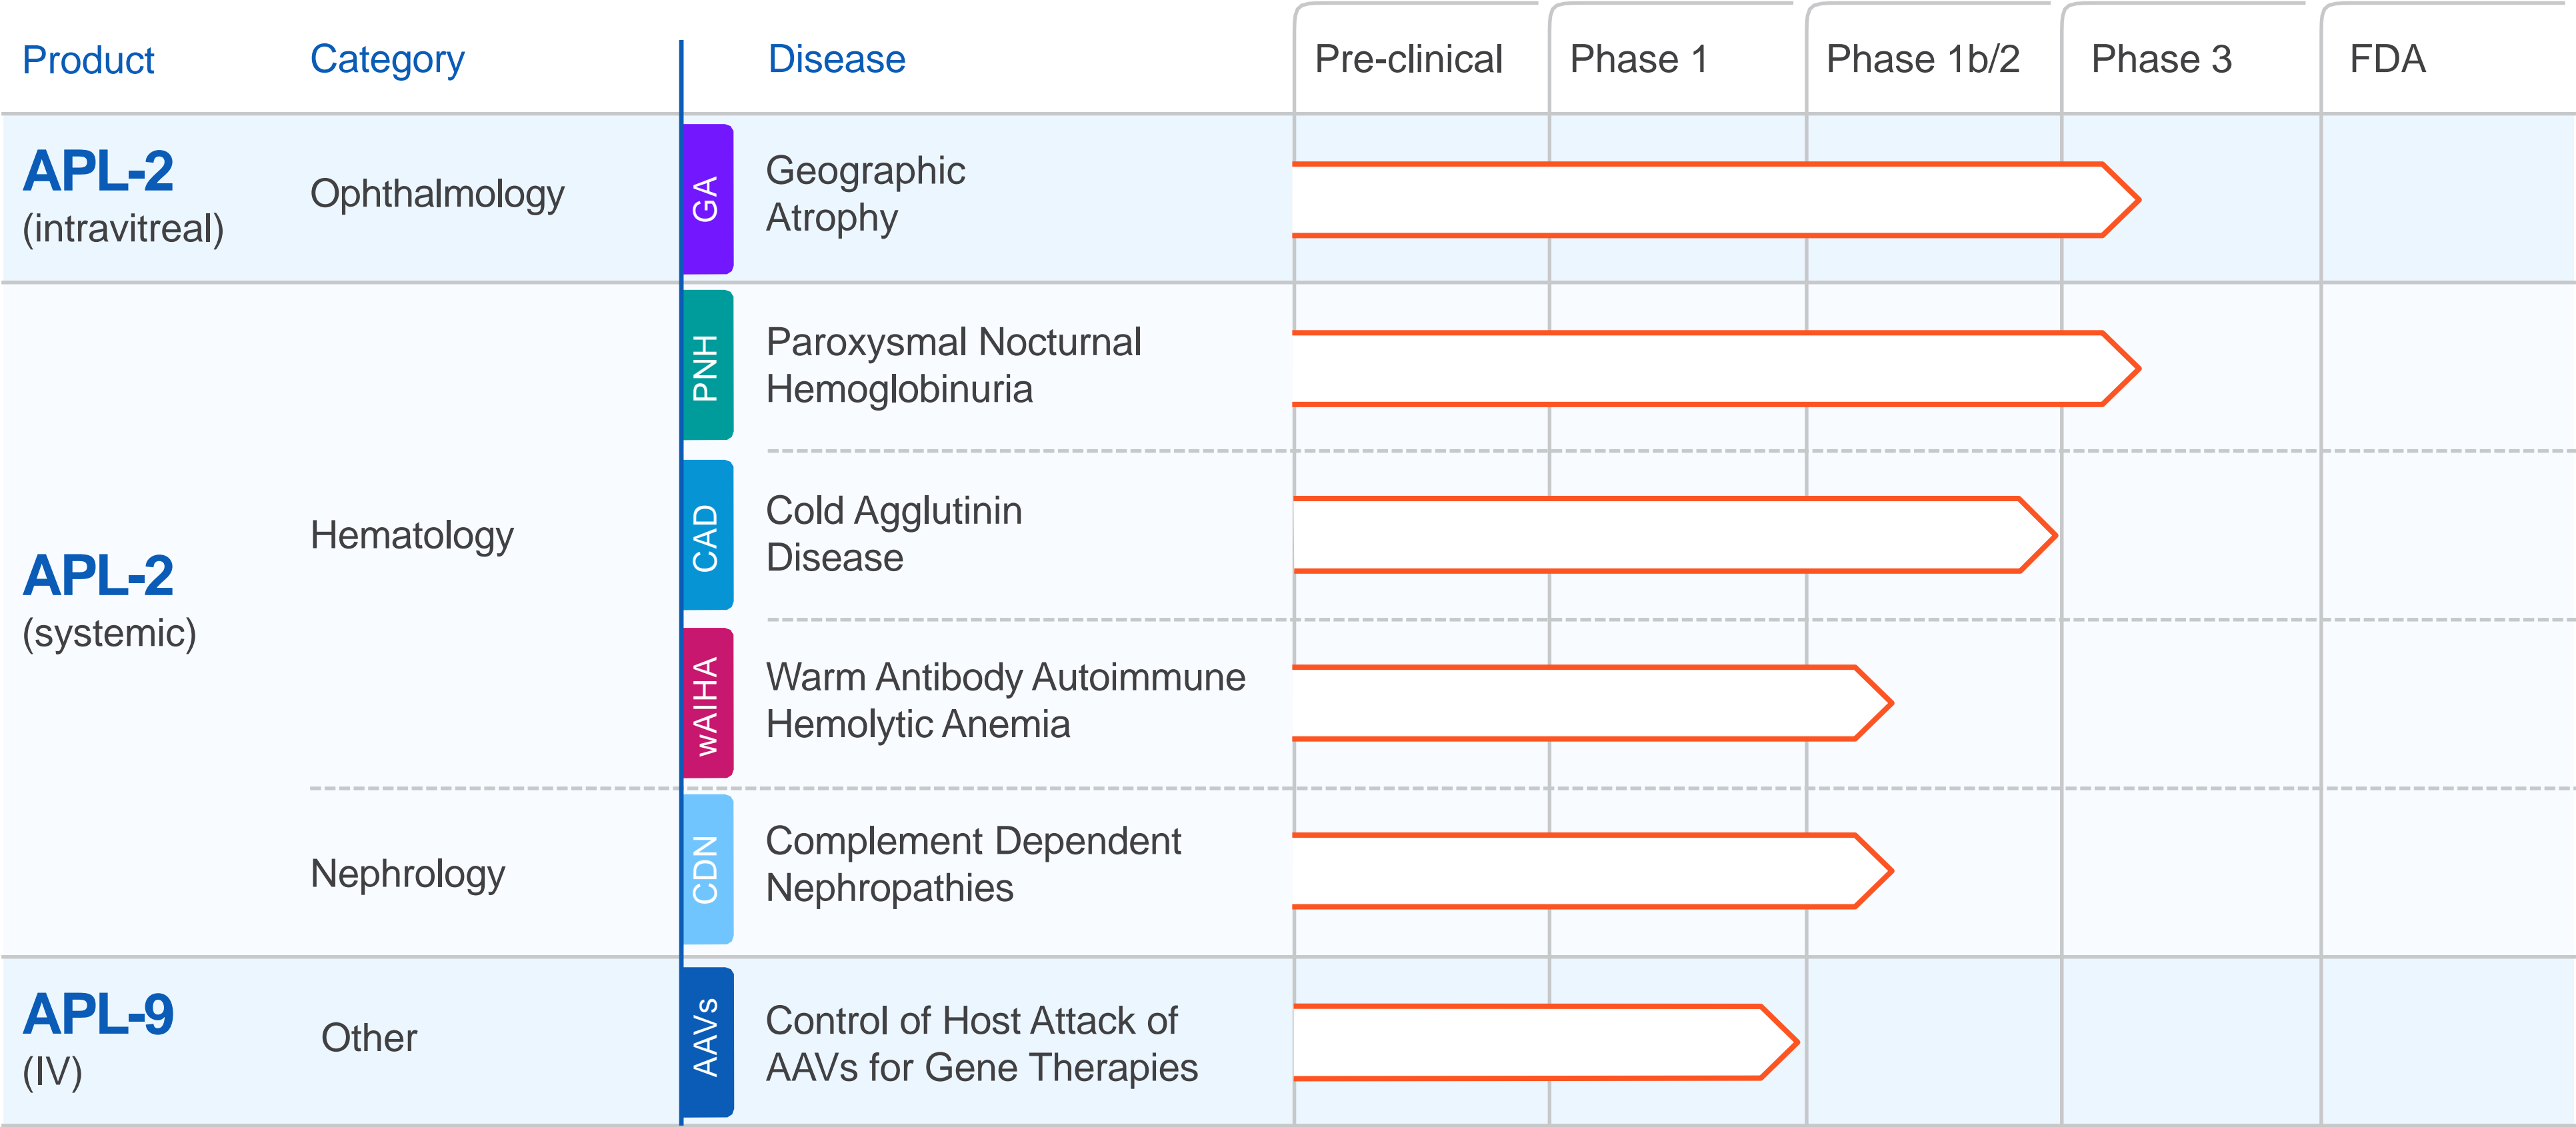 Product
Category
Disease
Pre-clinical
Phase 1
Phase 1b/2
Phase 3
FDA
APL-2
(intravitreal)
Ophthalmology
GA
Geographic
Atrophy
APL-2
(systemic)
Hematology
PNH
Paroxysmal Nocturnal
Hemoglobinuria
CAD
Cold Agglutinin
Disease
wAIHA
Warm Antibody Autoimmune
Hemolytic Anemia
Nephrology
CDN
Complement Dependent
Nephropathies
APL-9
(IV)
Other
AAVs
Control of Host Attack of
AAVs for Gene Therapies